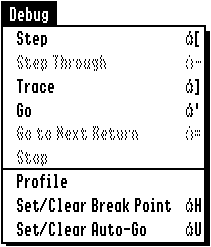 Debug
Step [
Step Through -
Trace ]
Go '
Go to Next Return =
Stop
Profile
Set/Clear Break Point H
Set/Clear Auto-Go U